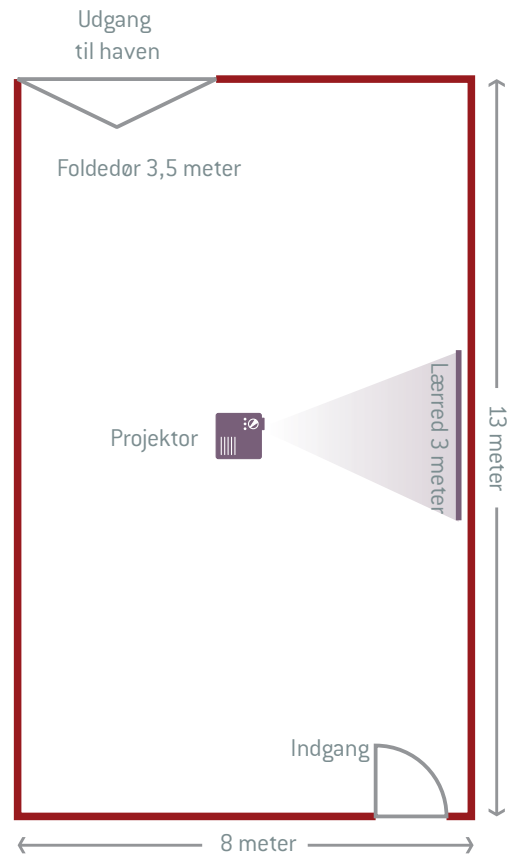 Udgang
til haven
Foldedør 3,5 meter
Lærred 3 meter
13 meter
Projektor
Indgang
8 meter